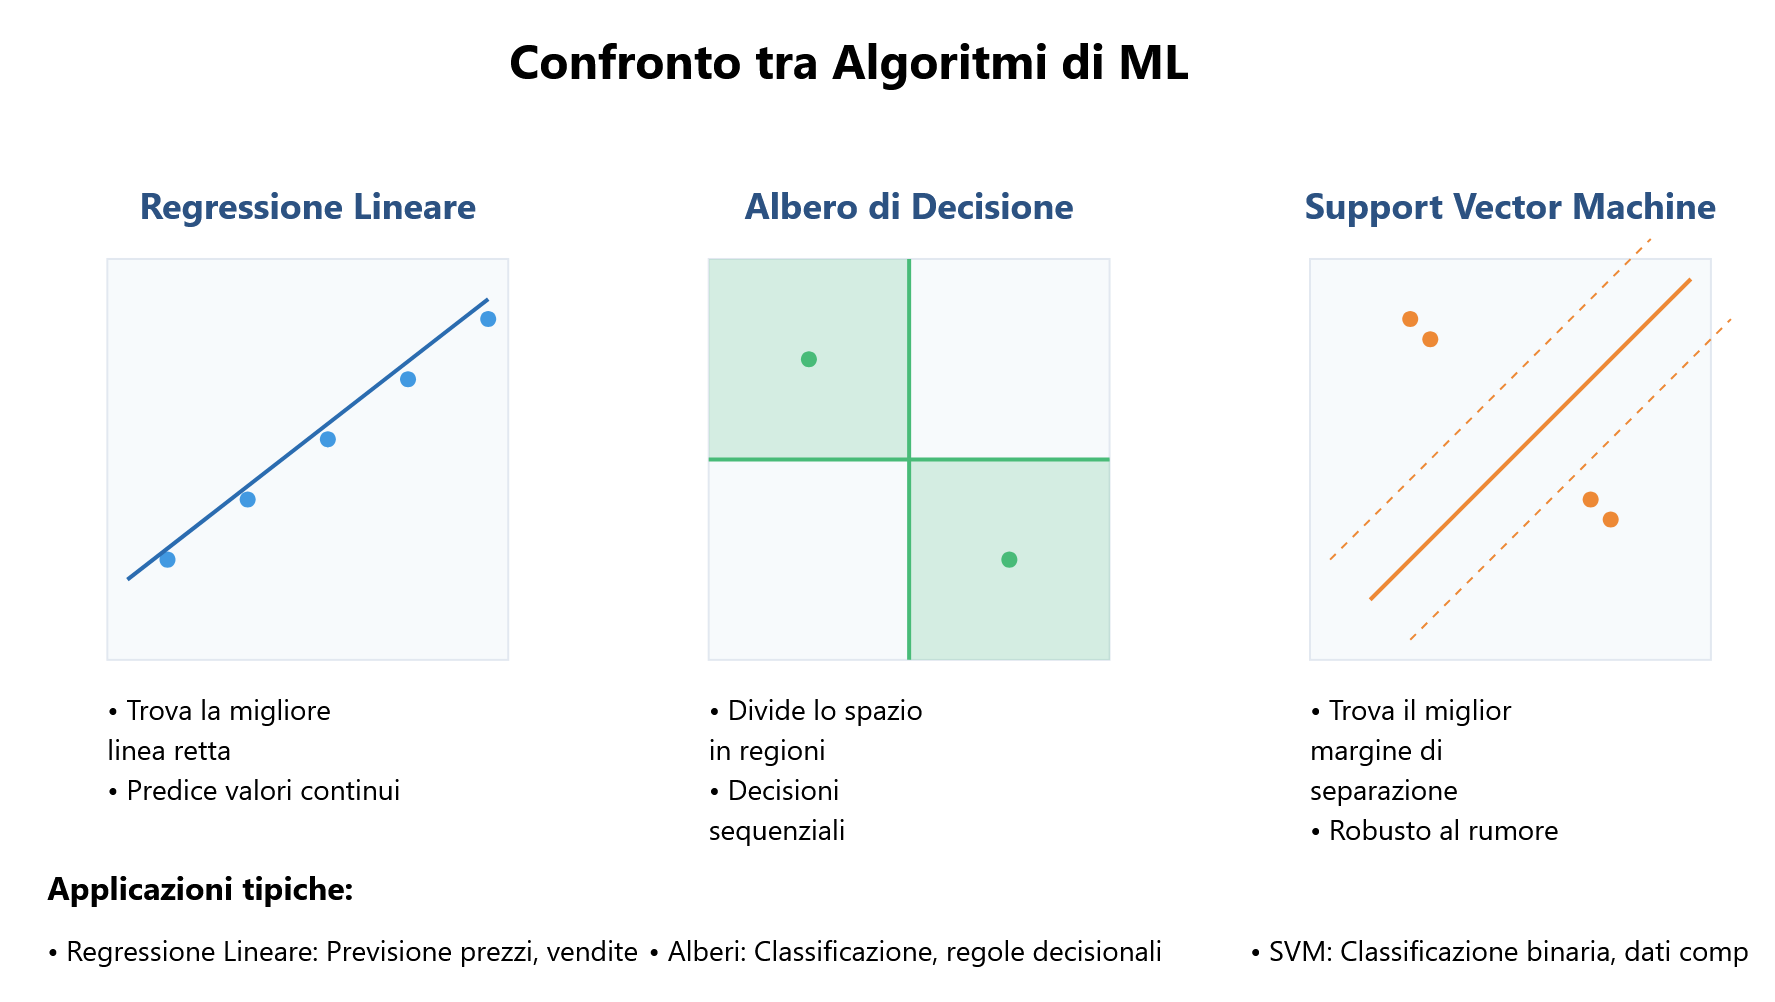 Confronto tra Algoritmi di ML
Regressione Lineare
Albero di Decisione
Support Vector Machine
• Trova la migliore
linea retta
• Predice valori continui
• Divide lo spazio
in regioni
• Decisioni
sequenziali
• Trova il miglior
margine di
separazione
• Robusto al rumore
Applicazioni tipiche:
• Regressione Lineare: Previsione prezzi, vendite
• Alberi: Classificazione, regole decisionali
• SVM: Classificazione binaria, dati comp